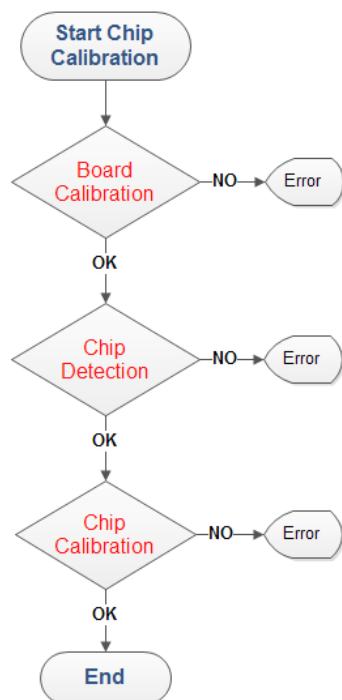 Start Chip
Calibration
Board
Calibration
NO
Error
OK
Chip
Detection
NO
Error
OK
Chip
Calibration
NO
Error
OK
End